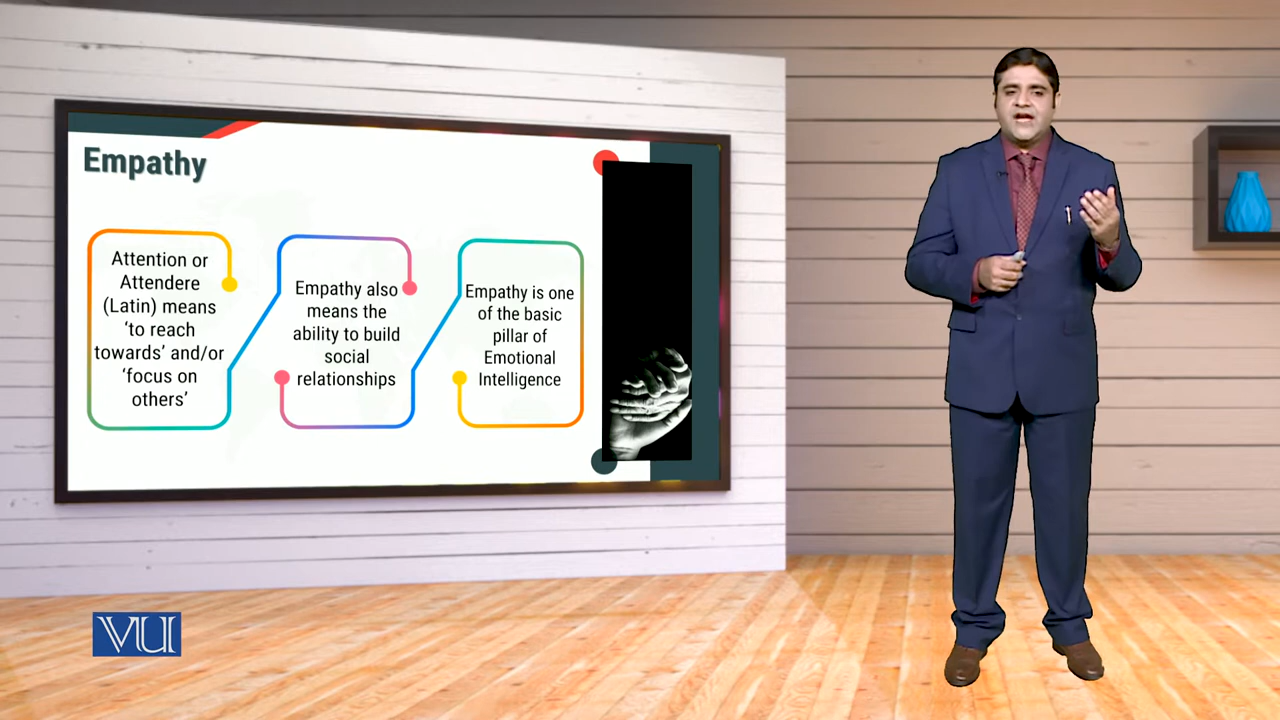 Empathy
Attention or
Attendere
(Latin) means
‘to reach
towards’ and/or
‘focus on
others’
Empathy also
means the
ability to build
social
relationships
Empathy is one
of the basic
pillar of
Emotional
Intelligence
VU